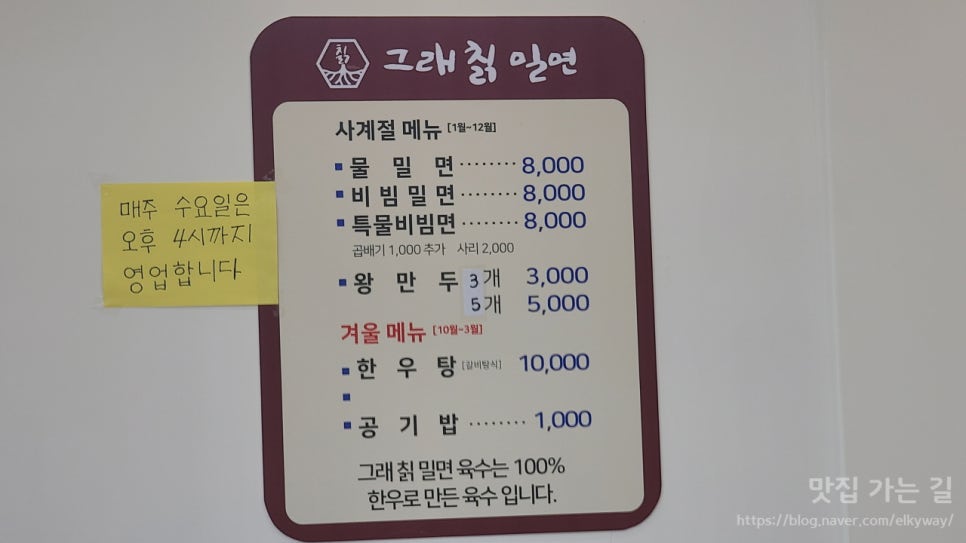 칡
그래 칡 밀면
사계절 메뉴 [1월~12월]
물 밀 면 ········ 8,000
비 빔 밀 면 ········ 8,000
특물비빔면 ········ 8,000
곱배기 1,000 추가 사리 2,000
왕 만 두 3개 3,000
5개 5,000
겨울 메뉴 [10월~3월]
한 우 탕 [갈비탕식] 10,000
공 기 밥 ········ 1,000
그래 칡 밀면 육수는 100%
한우로 만든 육수 입니다.
매주 수요일은
오후 4시까지
영업합니다
맛집 가는 길
https://blog.naver.com/elkyway/